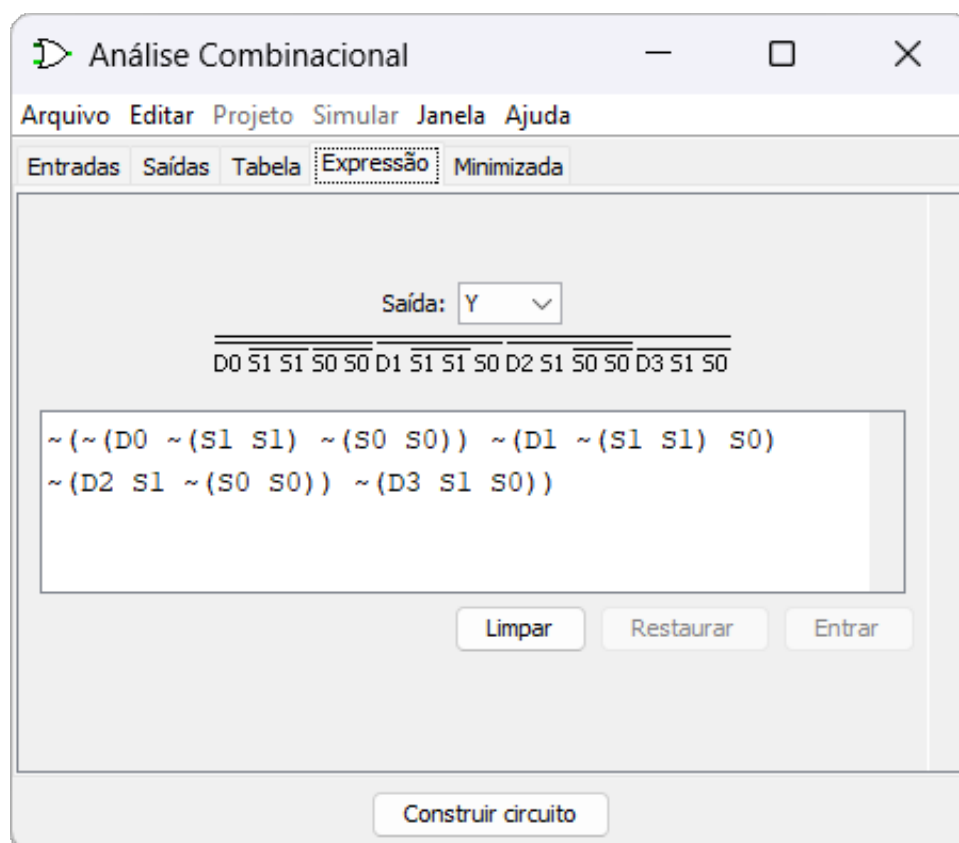 Análise Combinacional
Arquivo Editar Projeto Simular Janela Ajuda
Entradas Saídas Tabela Expressão Minimizada
Saída: Y
D0 S1 S1 S0 S0 D1 S1 S1 S0 D2 S1 S0 S0 D3 S1 S0
~(~(D0 ~(S1 S1) ~(S0 S0)) ~(D1 ~(S1 S1) S0)
~(D2 S1 ~(S0 S0)) ~(D3 S1 S0))
Limpar Restaurar Entrar
Construir circuito